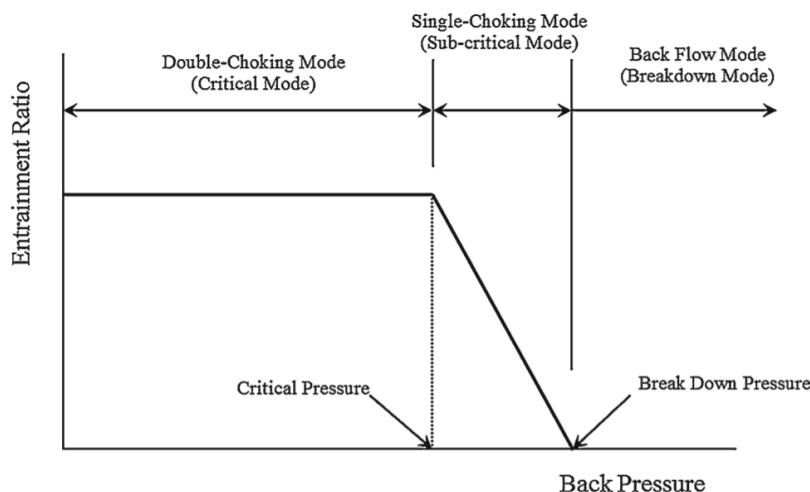 Single-Choking Mode
(Sub-critical Mode)
Double-Choking Mode
(Critical Mode)
Back Flow Mode
(Breakdown Mode)
Entrainment Ratio
Critical Pressure
Break Down Pressure
Back Pressure